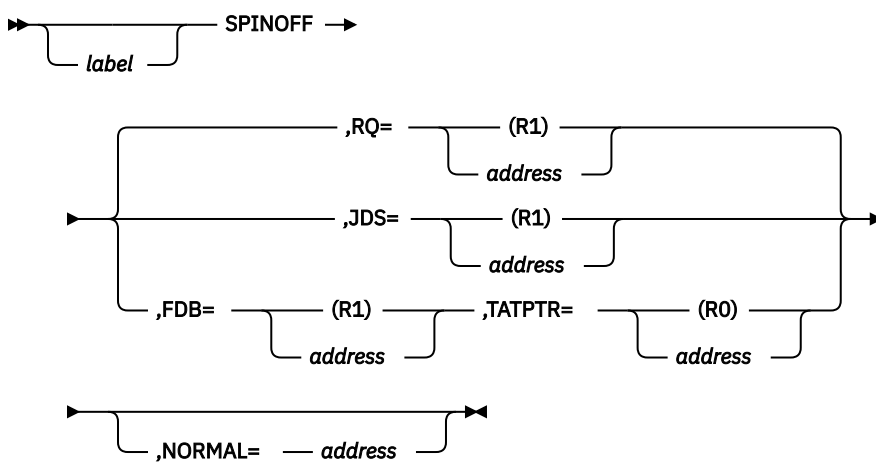 SPINOFF
label
,RQ= (R1)
address
,JDS= (R1)
address
,FDB= (R1) ,TATPTR= (R0)
address address
,NORMAL= address